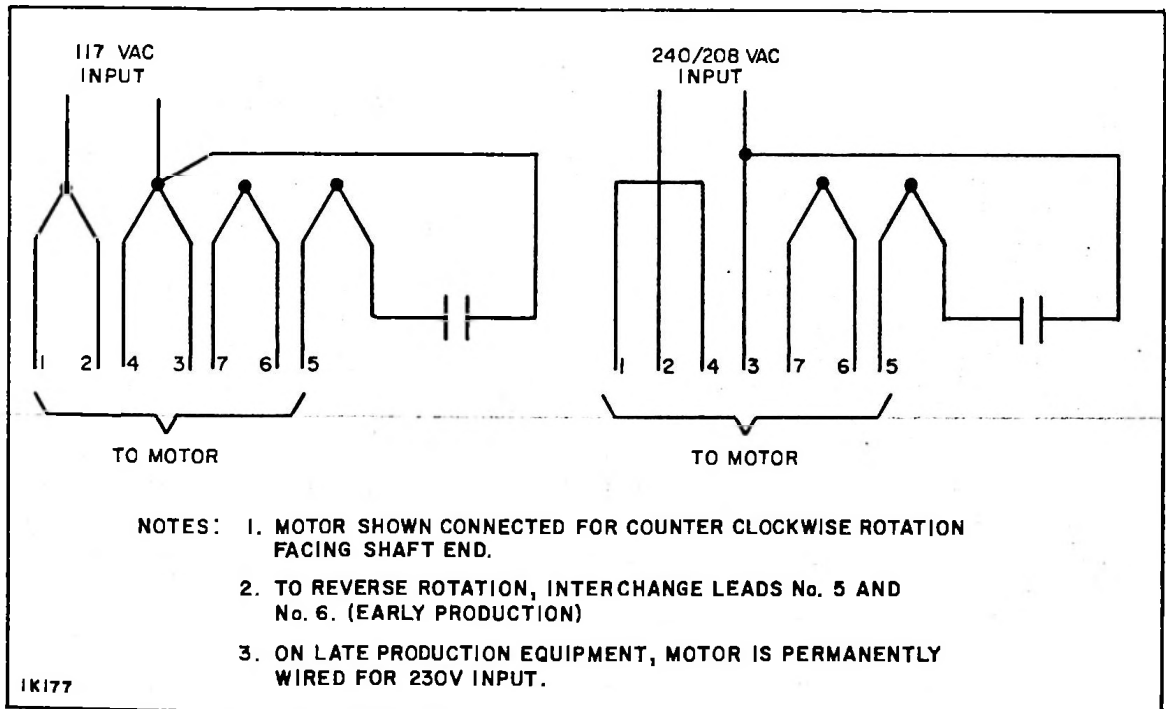 117 VAC
INPUT
240/208 VAC
INPUT
1 2 4 3 7 6 5
1 2 4 3 7 6 5
TO MOTOR
TO MOTOR
NOTES: 1. MOTOR SHOWN CONNECTED FOR COUNTER CLOCKWISE ROTATION
FACING SHAFT END.
2. TO REVERSE ROTATION, INTERCHANGE LEADS No. 5 AND
No. 6. (EARLY PRODUCTION)
3. ON LATE PRODUCTION EQUIPMENT, MOTOR IS PERMANENTLY
WIRED FOR 230V INPUT.
1K177